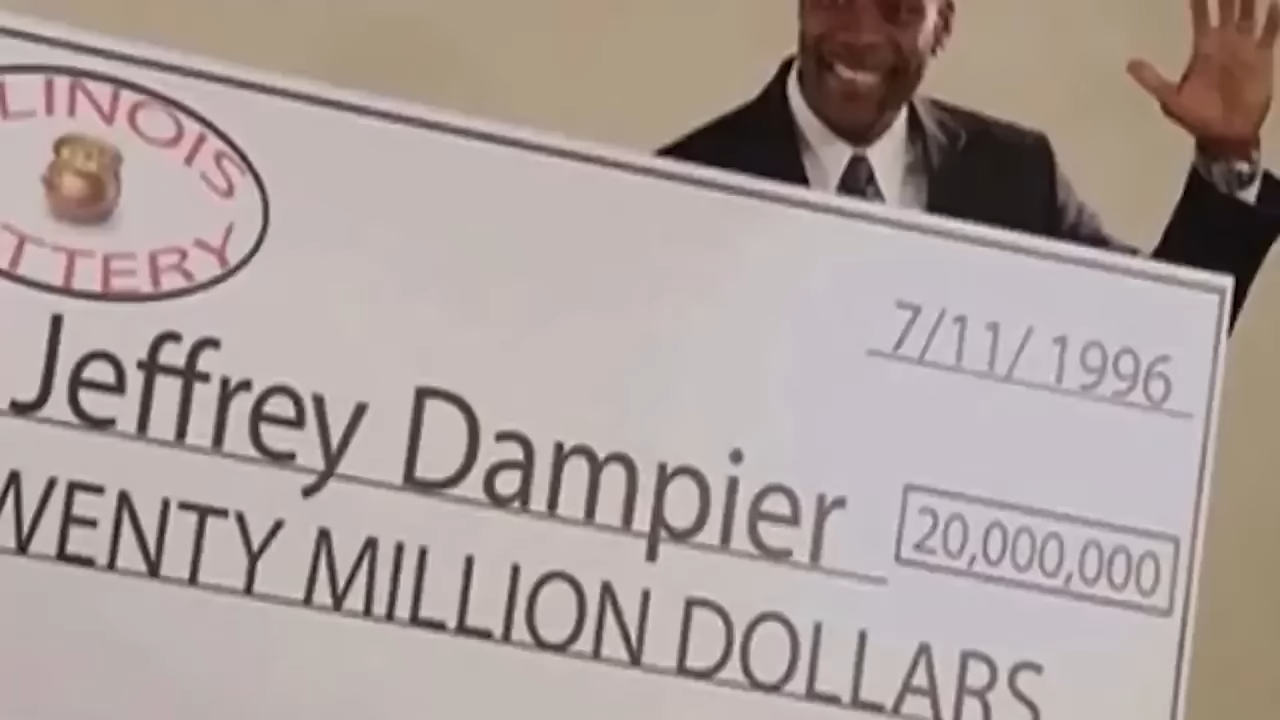 LINOIS
TTERY
7/11/ 1996
Jeffrey Dampier
20,000,000
WENTY MILLION DOLLARS